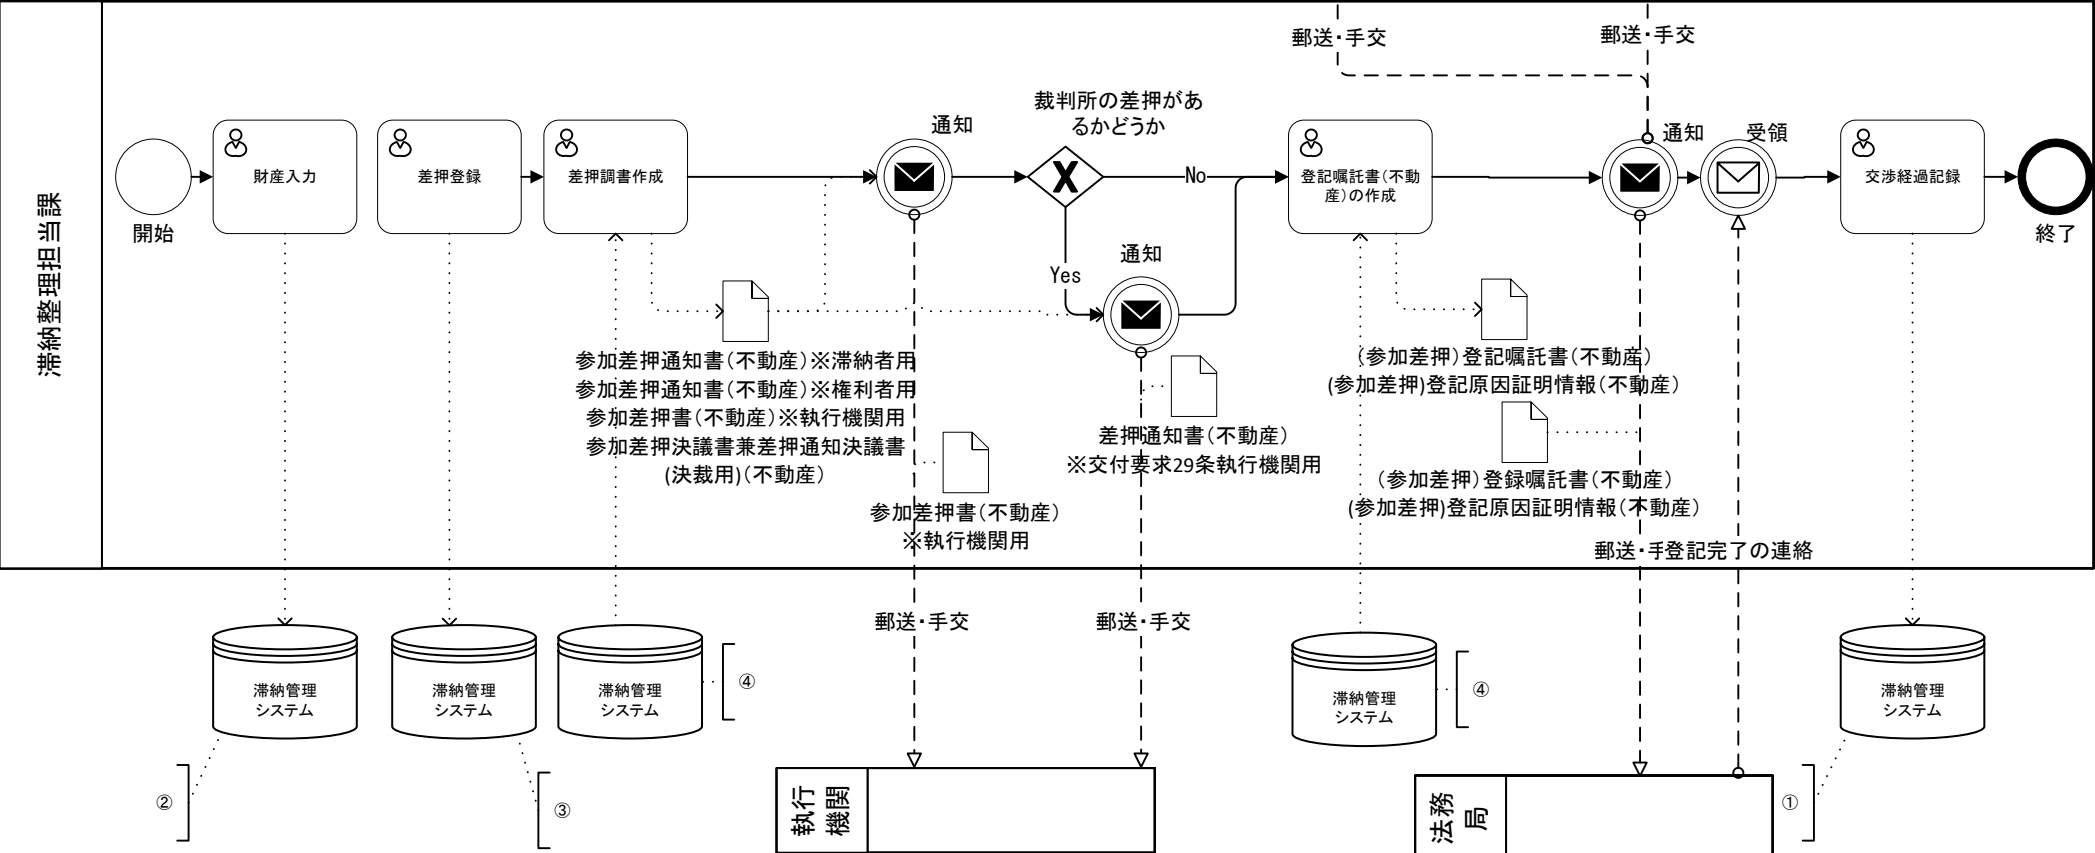 滞納整理担当課
郵送・手交
郵送・手交
開始
財産入力
差押登録
差押調書作成
通知
裁判所の差押があ
るかどうか
No
Yes
通知
登記嘱託書（不動
産）の作成
通知
受領
交渉経過記録
終了
参加差押通知書（不動産）※滞納者用
参加差押通知書（不動産）※権利者用
参加差押書（不動産）※執行機関用
参加差押決議書兼差押通知決議書
(決裁用)（不動産）
参加差押書（不動産）
※執行機関用
差押通知書（不動産）
※交付要求29条執行機関用
（参加差押）登記嘱託書（不動産）
(参加差押)登記原因証明情報（不動産）
（参加差押）登録嘱託書（不動産）
(参加差押)登記原因証明情報（不動産）
郵送・手
登記完了の連絡
郵送・手交
郵送・手交
滞納管理
システム
滞納管理
システム
滞納管理
システム
④
滞納管理
システム
④
滞納管理
システム
②
③
①
執行
機関
法務
局